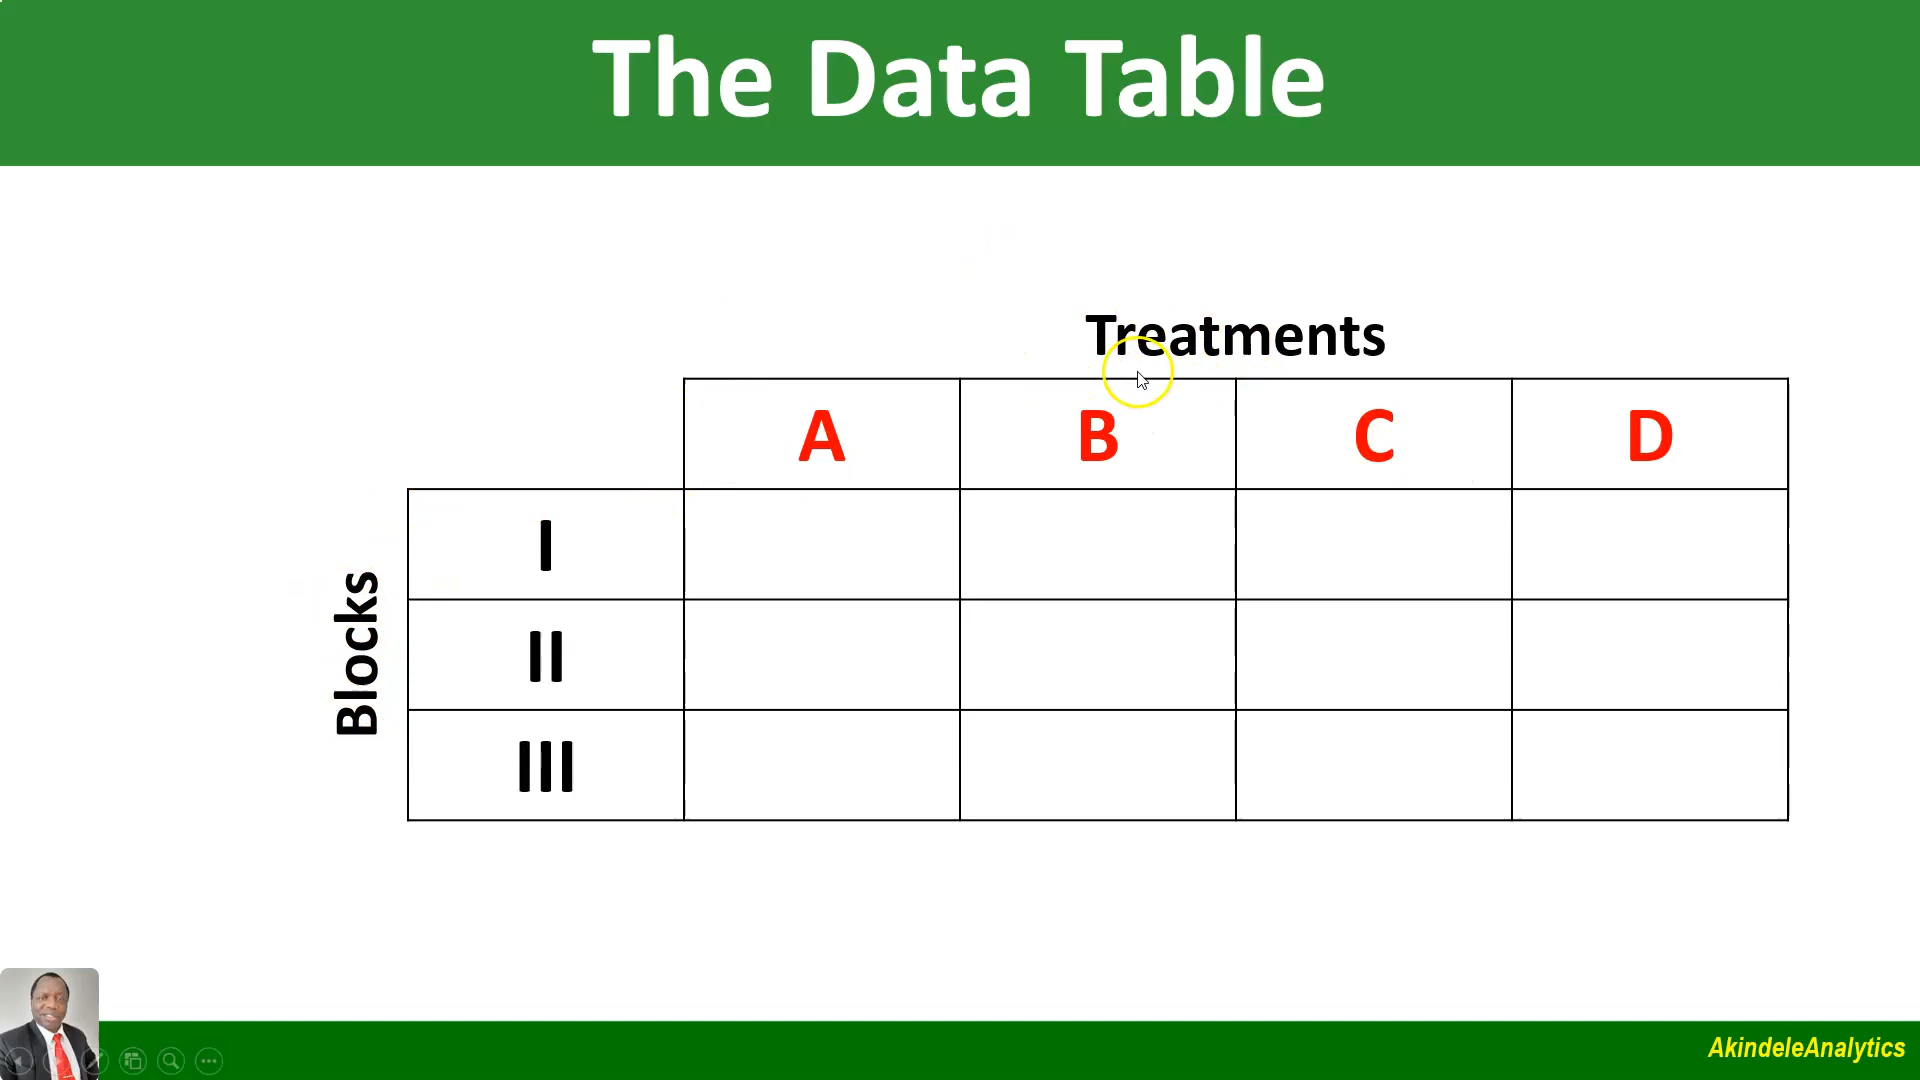 The Data Table
Treatments
A B C D
Blocks
I
II
III
AkindeleAnalytics